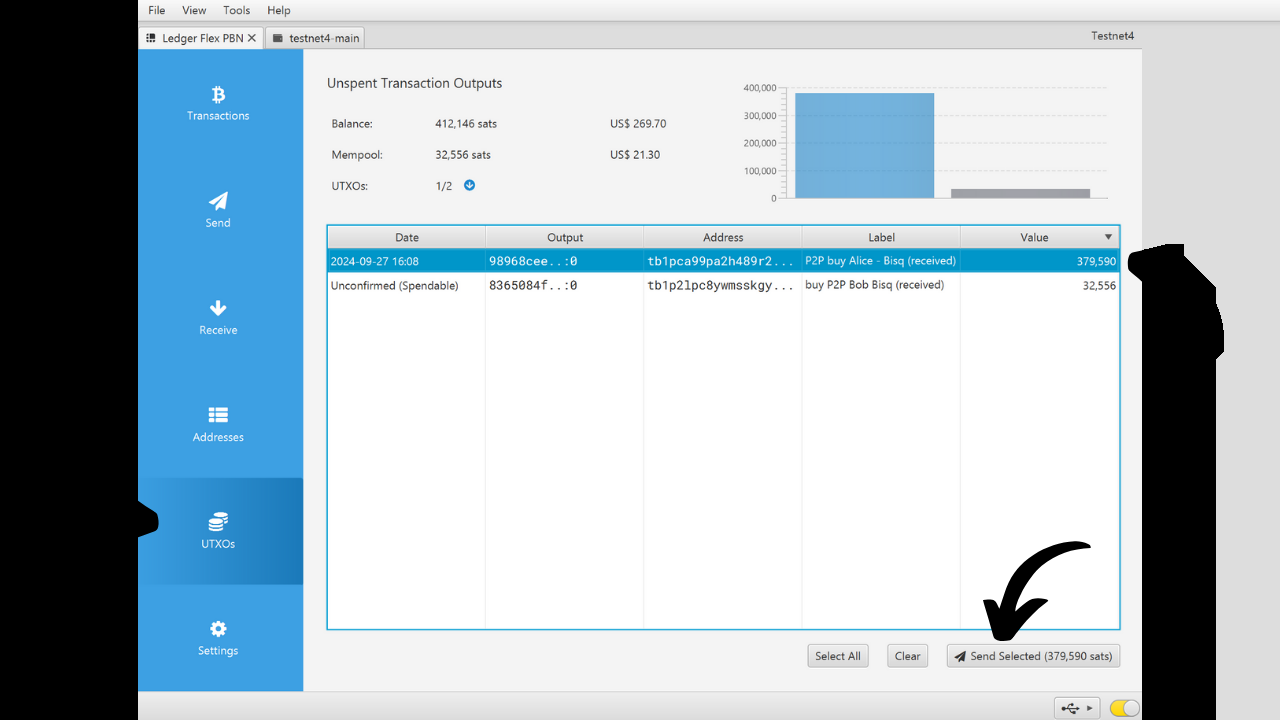 File View Tools Help
Ledger Flex PBN testnet4-main Testnet4
Transactions
Send
Receive
Addresses
UTXOs
Settings
Unspent Transaction Outputs
Balance: 412,146 sats US$ 269.70
Mempool: 32,556 sats US$ 21.30
UTXOs: 1/2
400,000
300,000
200,000
100,000
0
Date Output Address Label Value
2024-09-27 16:08 98968cee..:0 tb1pca99pa2h489r2... P2P buy Alice - Bisq (received) 379,590
Unconfirmed (Spendable) 8365084f..:0 tb1p2lpc8ywmsskgy... buy P2P Bob Bisq (received) 32,556
Select All Clear Send Selected (379,590 sats)